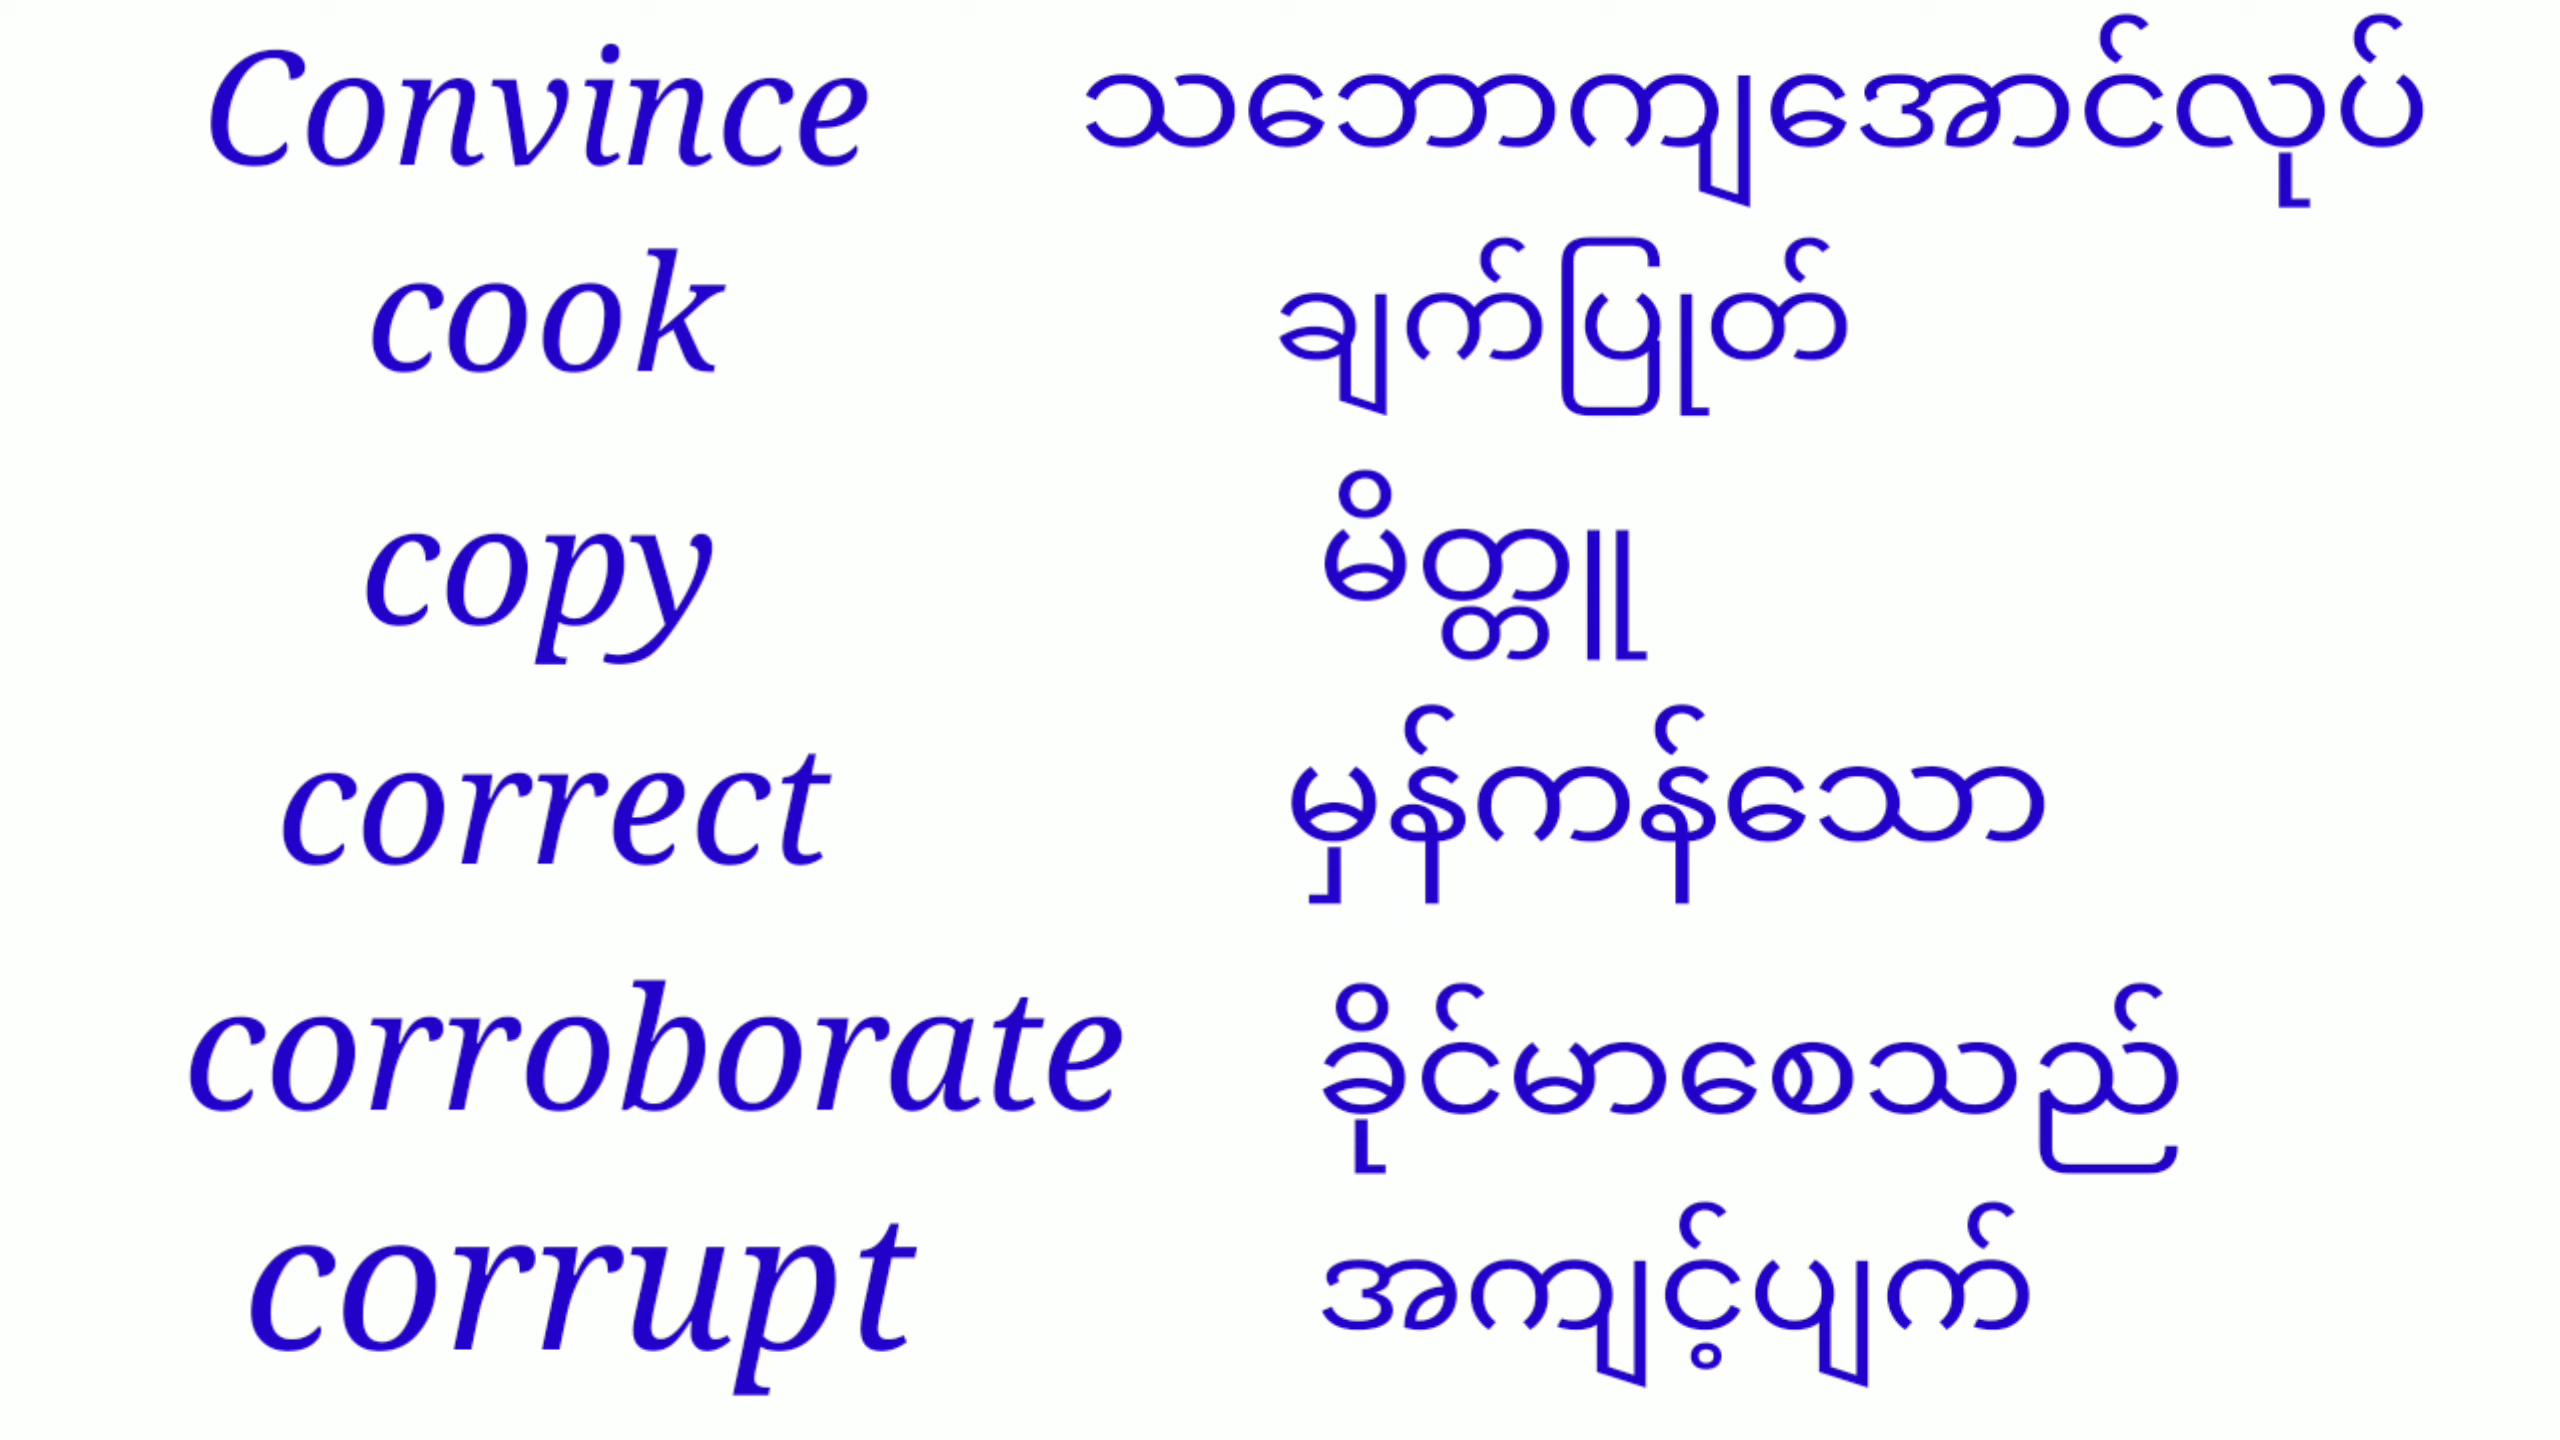 Convince သဘောကျအောင်လုပ်
cook ချက်ပြုတ်
copy မိတ္တူ
correct မှန်ကန်သော
corroborate ခိုင်မာစေသည်
corrupt အကျင့်ပျက်